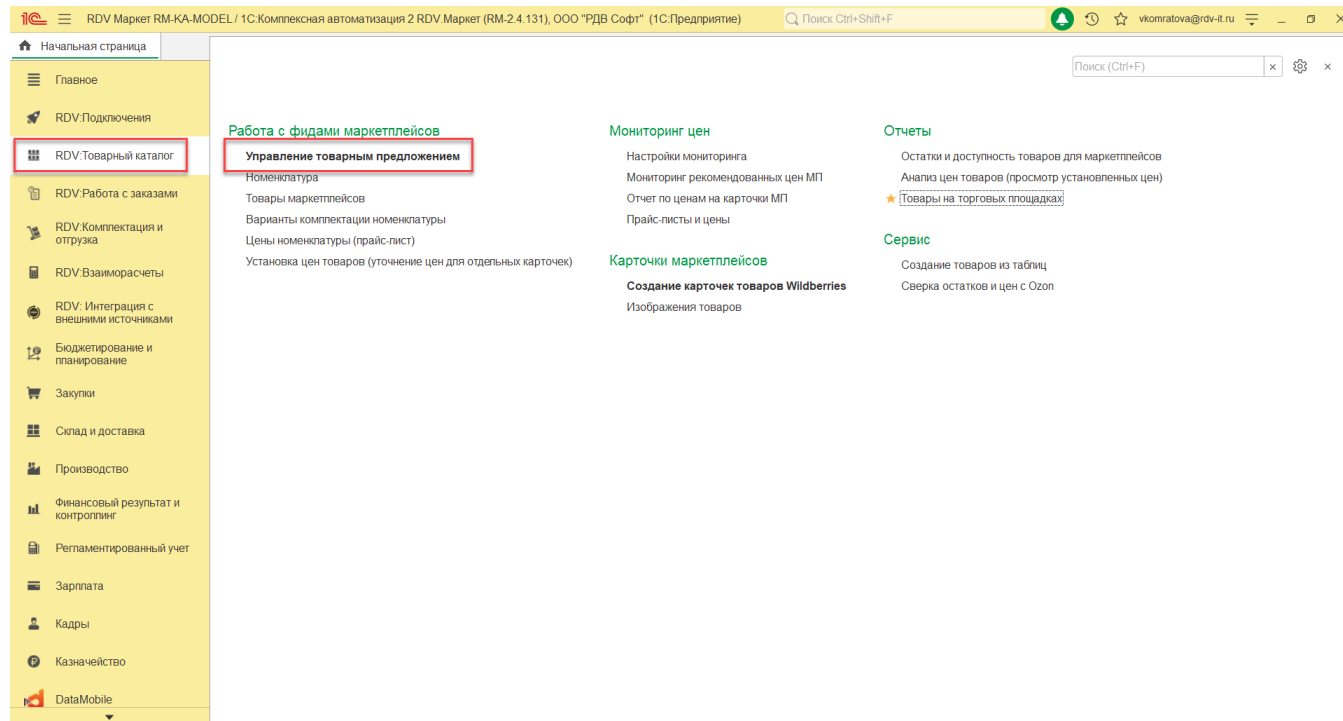 RDV Маркет RM-KA-MODEL / 1С:Комплексная автоматизация 2 RDV.Маркет (RM-2.4.131), ООО "РДВ Софт" (1С:Предприятие)
Поиск Ctrl+Shift+F
vkomratova@rdv-it.ru
Начальная страница
Поиск (Ctrl+F)
Главное
RDV:Подключения
RDV:Товарный каталог
RDV:Работа с заказами
RDV:Комплектация и
отгрузка
RDV:Взаиморасчеты
RDV: Интеграция с
внешними источниками
Бюджетирование и
планирование
Закупки
Склад и доставка
Производство
Финансовый результат и
контроллинг
Регламентированный учет
Зарплата
Кадры
Казначейство
DataMobile
Работа с фидами маркетплейсов
Управление товарным предложением
Номенклатура
Товары маркетплейсов
Варианты комплектации номенклатуры
Цены номенклатуры (прайс-лист)
Установка цен товаров (уточнение цен для отдельных карточек)
Мониторинг цен
Настройки мониторинга
Мониторинг рекомендованных цен МП
Отчет по ценам на карточки МП
Прайс-листы и цены
Карточки маркетплейсов
Создание карточек товаров Wildberries
Изображения товаров
Отчеты
Остатки и доступность товаров для маркетплейсов
Анализ цен товаров (просмотр установленных цен)
Товары на торговых площадках
Сервис
Создание товаров из таблиц
Сверка остатков и цен с Ozon